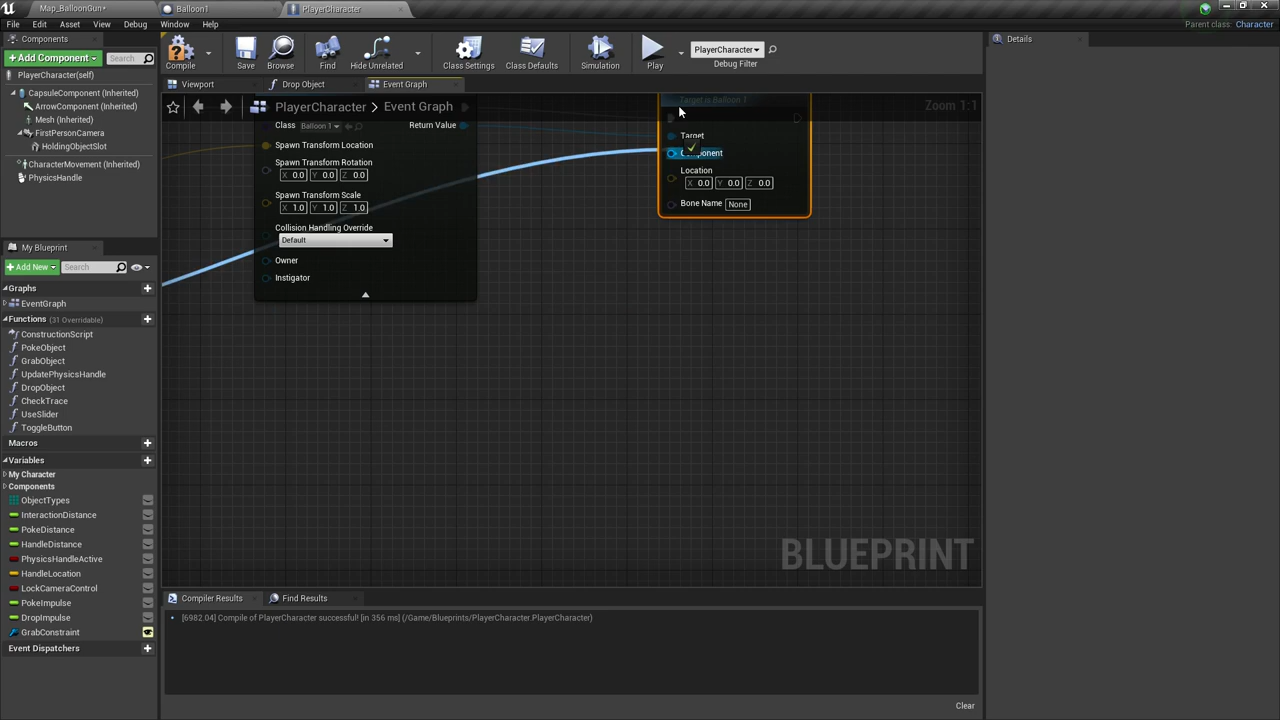 Map_BalloonGun*
Balloon1
PlayerCharacter
File Edit Asset View Debug Window Help
Parent class: Character
Components
+ Add Component
Search
PlayerCharacter(self)
CapsuleComponent (Inherited)
ArrowComponent (Inherited)
Mesh (Inherited)
FirstPersonCamera
HoldingObjectSlot
CharacterMovement (Inherited)
PhysicsHandle
Compile
Save
Browse
Find
Hide Unrelated
Class Settings
Class Defaults
Simulation
Play
PlayerCharacter
Debug Filter
Details
Viewport
Drop Object
Event Graph
PlayerCharacter > Event Graph
Zoom 1:1
Class Balloon 1
Return Value
Spawn Transform Location
Spawn Transform Rotation
X 0.0 Y 0.0 Z 0.0
Spawn Transform Scale
X 1.0 Y 1.0 Z 1.0
Collision Handling Override
Default
Owner
Instigator
Target is Balloon 1
Target
Component
Location
X 0.0 Y 0.0 Z 0.0
Bone Name None
BLUEPRINT
My Blueprint
+ Add New
Search
Graphs
EventGraph
Functions (31 Overridable)
ConstructionScript
PokeObject
GrabObject
UpdatePhysicsHandle
DropObject
CheckTrace
UseSlider
ToggleButton
Macros
Variables
My Character
Components
ObjectTypes
InteractionDistance
PokeDistance
HandleDistance
PhysicsHandleActive
HandleLocation
LockCameraControl
PokeImpulse
DropImpulse
GrabConstraint
Event Dispatchers
Compiler Results
Find Results
[6982.04] Compile of PlayerCharacter successful! [in 356 ms] (/Game/Blueprints/PlayerCharacter.PlayerCharacter)
Clear